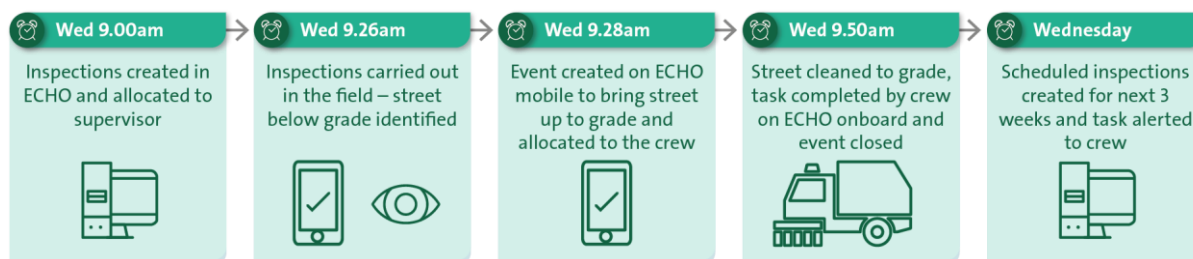 Wed 9.00am
Inspections created in
ECHO and allocated to
supervisor
Wed 9.26am
Inspections carried out
in the field – street
below grade identified
Wed 9.28am
Event created on ECHO
mobile to bring street
up to grade and
allocated to the crew
Wed 9.50am
Street cleaned to grade,
task completed by crew
on ECHO onboard and
event closed
Wednesday
Scheduled inspections
created for next 3
weeks and task alerted
to crew